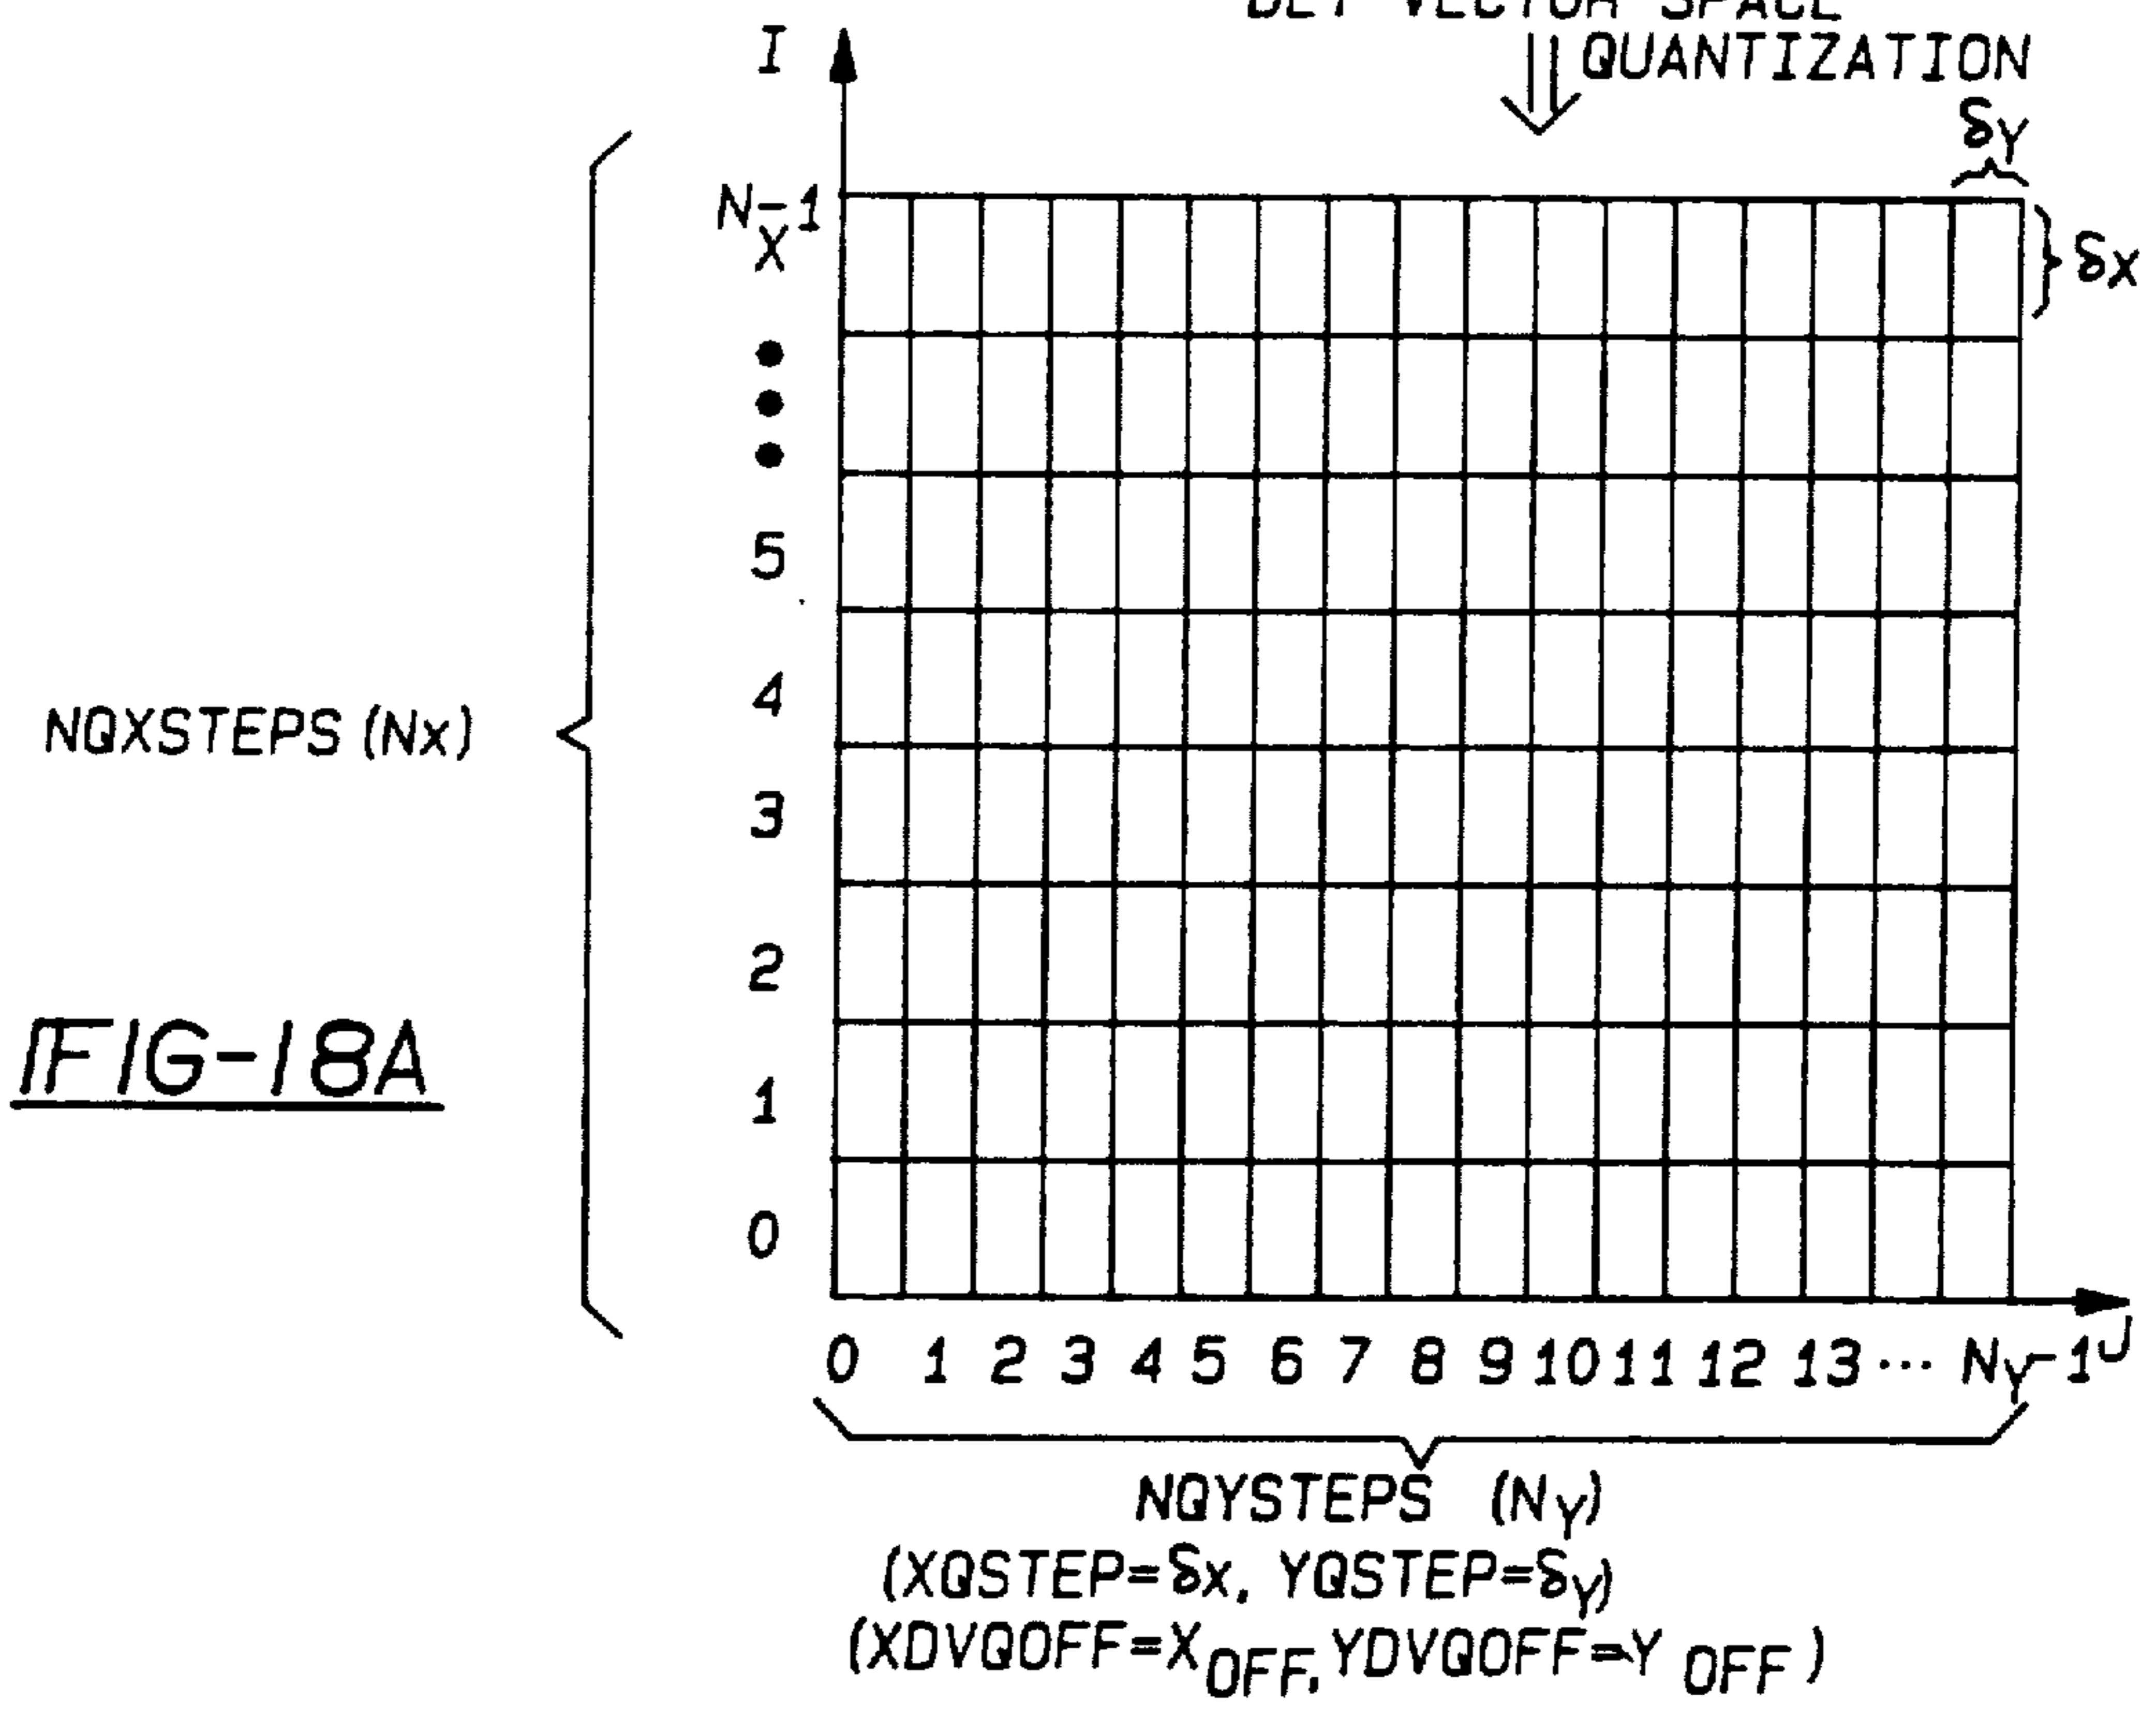 VECTOR SPACE
QUANTIZATION
I
δY
N-1
X
δX
5
4
NQXSTEPS (NX)
3
2
FIG-18A
1
0
0 1 2 3 4 5 6 7 8 9 10 11 12 13 ... NY-1 J
NQYSTEPS (NY)
(XQSTEP=δX, YQSTEP=δY)
(XDVQOFF=XOFF, YDVQOFF=YOFF)